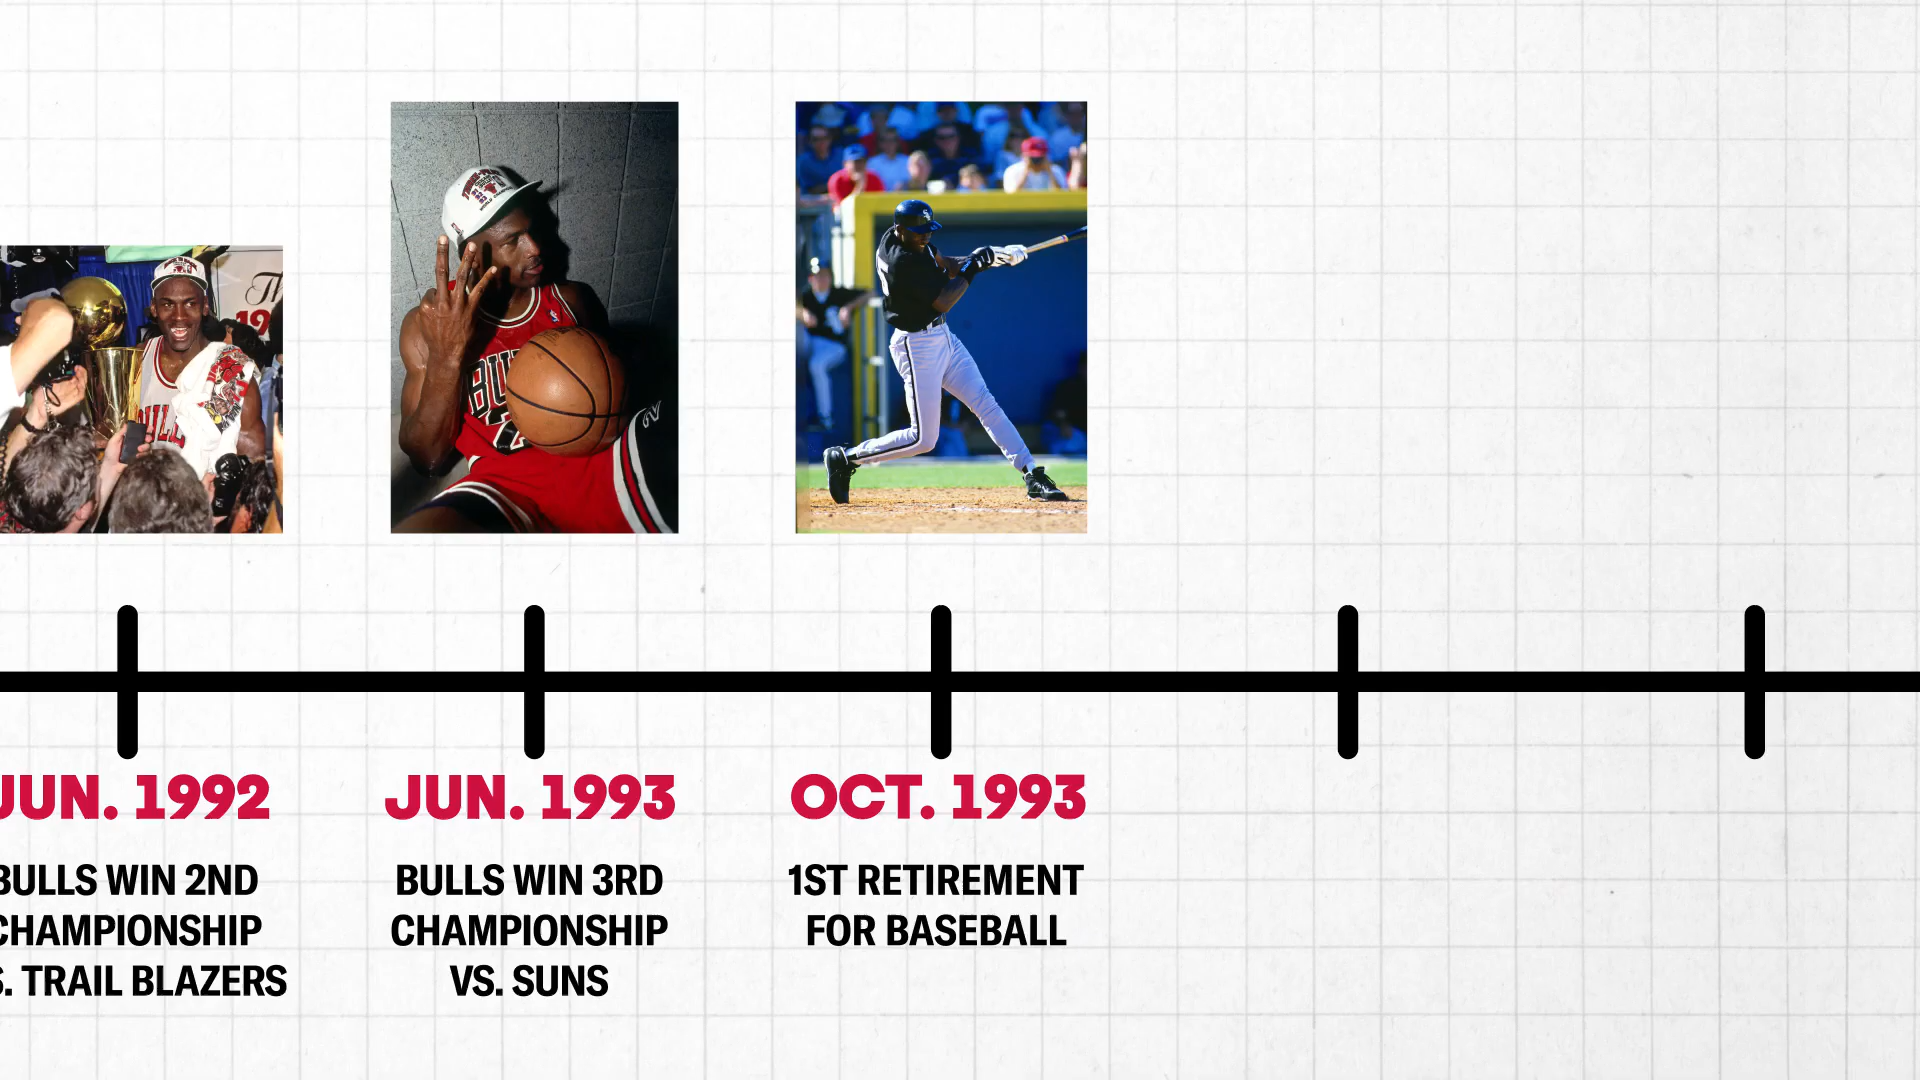 JUN. 1992
BULLS WIN 2ND
CHAMPIONSHIP
S. TRAIL BLAZERS
JUN. 1993
BULLS WIN 3RD
CHAMPIONSHIP
VS. SUNS
OCT. 1993
1ST RETIREMENT
FOR BASEBALL